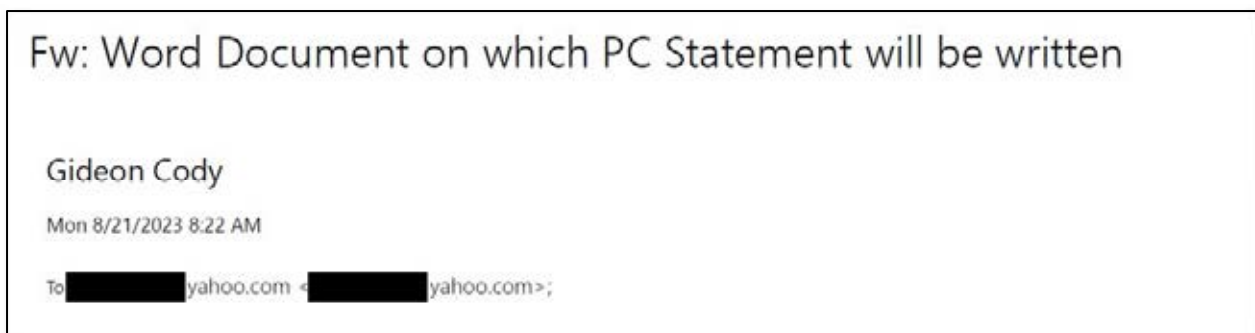 Fw: Word Document on which PC Statement will be written
Gideon Cody
Mon 8/21/2023 8:22 AM
To yahoo.com < yahoo.com>;